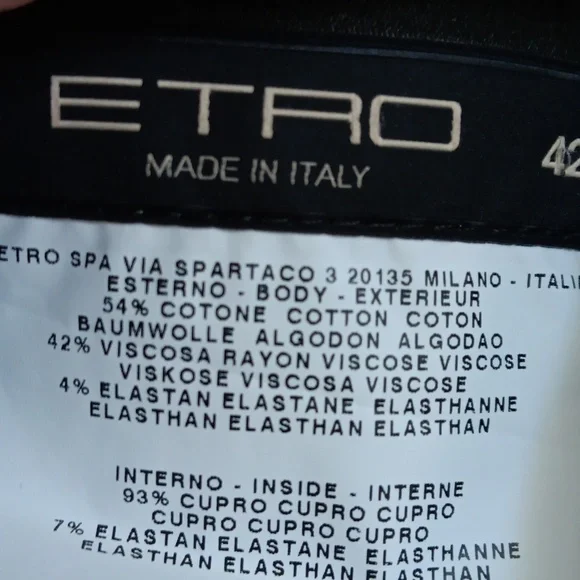 ETRO
MADE IN ITALY
42
ETRO SPA VIA SPARTACO 3 20135 MILANO - ITALI
ESTERNO - BODY - EXTERIEUR
54% COTONE COTTON COTON
BAUMWOLLE ALGODON ALGODAO
42% VISCOSA RAYON VISCOSE VISCOSE
VISKOSE VISCOSA VISCOSE
4% ELASTAN ELASTANE ELASTHANNE
ELASTHAN ELASTHAN ELASTHAN
INTERNO - INSIDE - INTERNE
93% CUPRO CUPRO CUPRO
CUPRO CUPRO CUPRO
7% ELASTAN ELASTANE ELASTHANNE
ELASTHAN ELASTHAN ELASTHAN